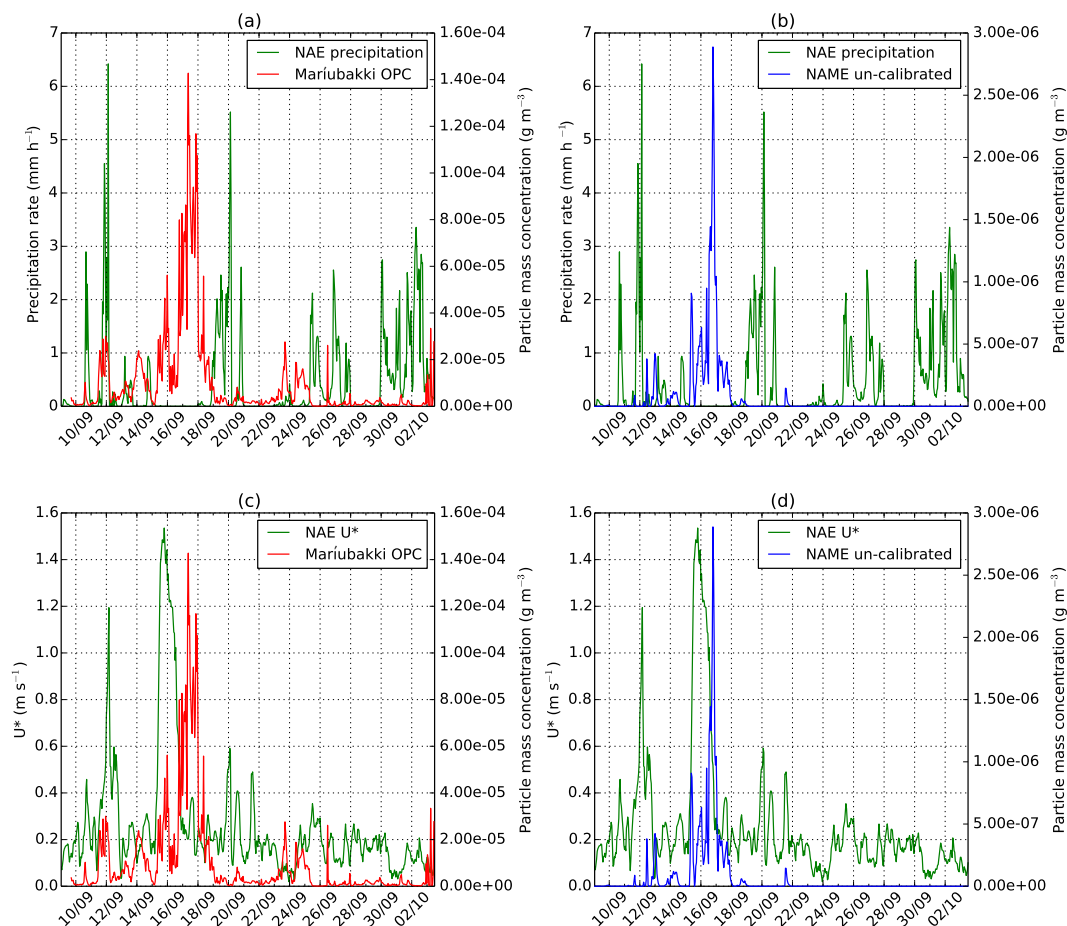 (a)
NAE precipitation
Maríubakki OPC
Precipitation rate (mm h⁻¹)
7
6
5
4
3
2
1
0
1.60e-04
1.40e-04
1.20e-04
1.00e-04
8.00e-05
6.00e-05
4.00e-05
2.00e-05
0.00e+00
Particle mass concentration (g m⁻³)
10/09 12/09 14/09 16/09 18/09 20/09 22/09 24/09 26/09 28/09 30/09 02/10
(b)
NAE precipitation
NAME un-calibrated
Precipitation rate (mm h⁻¹)
7
6
5
4
3
2
1
0
3.00e-06
2.50e-06
2.00e-06
1.50e-06
1.00e-06
5.00e-07
0.00e+00
Particle mass concentration (g m⁻³)
10/09 12/09 14/09 16/09 18/09 20/09 22/09 24/09 26/09 28/09 30/09 02/10
(c)
NAE U*
Maríubakki OPC
U* (m s⁻¹)
1.6
1.4
1.2
1.0
0.8
0.6
0.4
0.2
0.0
1.60e-04
1.40e-04
1.20e-04
1.00e-04
8.00e-05
6.00e-05
4.00e-05
2.00e-05
0.00e+00
Particle mass concentration (g m⁻³)
10/09 12/09 14/09 16/09 18/09 20/09 22/09 24/09 26/09 28/09 30/09 02/10
(d)
NAE U*
NAME un-calibrated
U* (m s⁻¹)
1.6
1.4
1.2
1.0
0.8
0.6
0.4
0.2
0.0
3.00e-06
2.50e-06
2.00e-06
1.50e-06
1.00e-06
5.00e-07
0.00e+00
Particle mass concentration (g m⁻³)
10/09 12/09 14/09 16/09 18/09 20/09 22/09 24/09 26/09 28/09 30/09 02/10